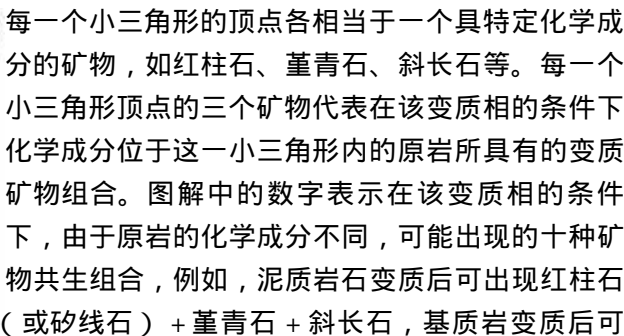 每一个小三角形的顶点各相当于一个具特定化学成
分的矿物，如红柱石、堇青石、斜长石等。每一个
小三角形顶点的三个矿物代表在该变质相的条件下
化学成分位于这一小三角形内的原岩所具有的变质
矿物组合。图解中的数字表示在该变质相的条件
下，由于原岩的化学成分不同，可能出现的十种矿
物共生组合，例如，泥质岩石变质后可出现红柱石
（或矽线石）+堇青石+斜长石，基质岩变质后可